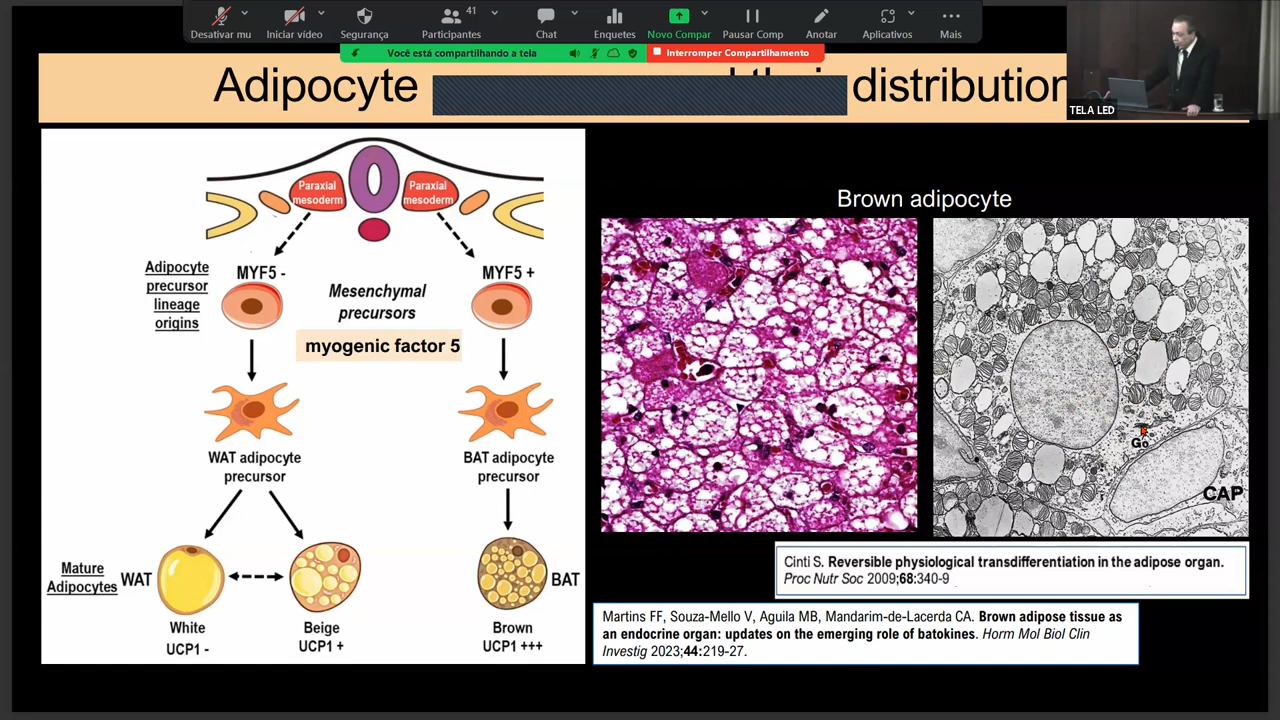 41
Desativar mu
Iniciar vídeo
Segurança
Participantes
Chat
Enquetes
Novo Compar
Pausar Comp
Anotar
Aplicativos
Mais
Você está compartilhando a tela
Interromper Compartilhamento
TELA LED
Adipocyte distribution
Paraxial
mesoderm
Paraxial
mesoderm
Adipocyte
precursor
lineage
origins
MYF5 -
MYF5 +
Mesenchymal
precursors
myogenic factor 5
WAT adipocyte
precursor
BAT adipocyte
precursor
Mature
Adipocytes
WAT
BAT
White
UCP1 -
Beige
UCP1 +
Brown
UCP1 +++
Brown adipocyte
Go
CAP
Cinti S. Reversible physiological transdifferentiation in the adipose organ.
Proc Nutr Soc 2009;68:340-9
Martins FF, Souza-Mello V, Aguila MB, Mandarim-de-Lacerda CA. Brown adipose tissue as
an endocrine organ: updates on the emerging role of batokines. Horm Mol Biol Clin
Investig 2023;44:219-27.